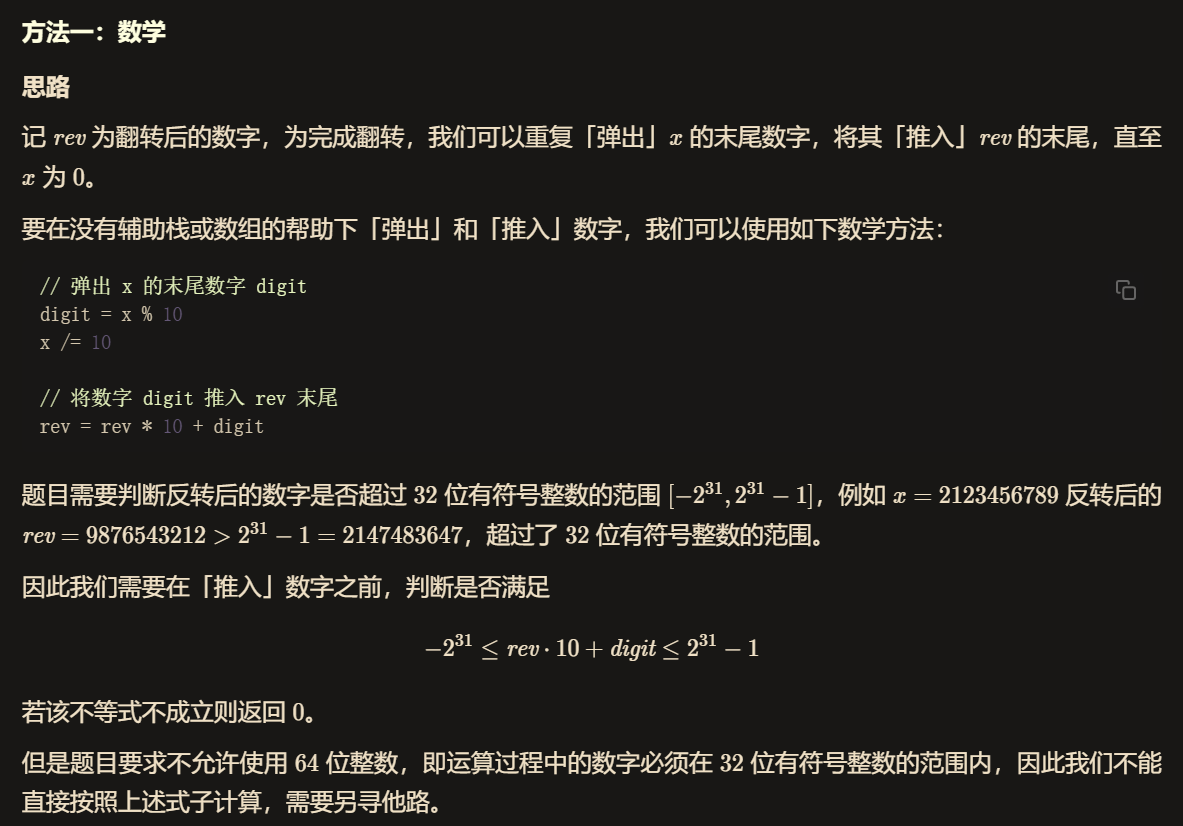 方法一：数学
思路
记 rev 为翻转后的数字，为完成翻转，我们可以重复「弹出」x 的末尾数字，将其「推入」rev 的末尾，直至
x 为 0。
要在没有辅助栈或数组的帮助下「弹出」和「推入」数字，我们可以使用如下数学方法：
// 弹出 x 的末尾数字 digit
digit = x % 10
x /= 10
// 将数字 digit 推入 rev 末尾
rev = rev * 10 + digit
题目需要判断反转后的数字是否超过 32 位有符号整数的范围 [−2³¹, 2³¹ − 1]，例如 x = 2123456789 反转后的
rev = 9876543212 > 2³¹ − 1 = 2147483647，超过了 32 位有符号整数的范围。
因此我们需要在「推入」数字之前，判断是否满足
−2³¹ ≤ rev · 10 + digit ≤ 2³¹ − 1
若该不等式不成立则返回 0。
但是题目要求不允许使用 64 位整数，即运算过程中的数字必须在 32 位有符号整数的范围内，因此我们不能
直接按照上述式子计算，需要另寻他路。